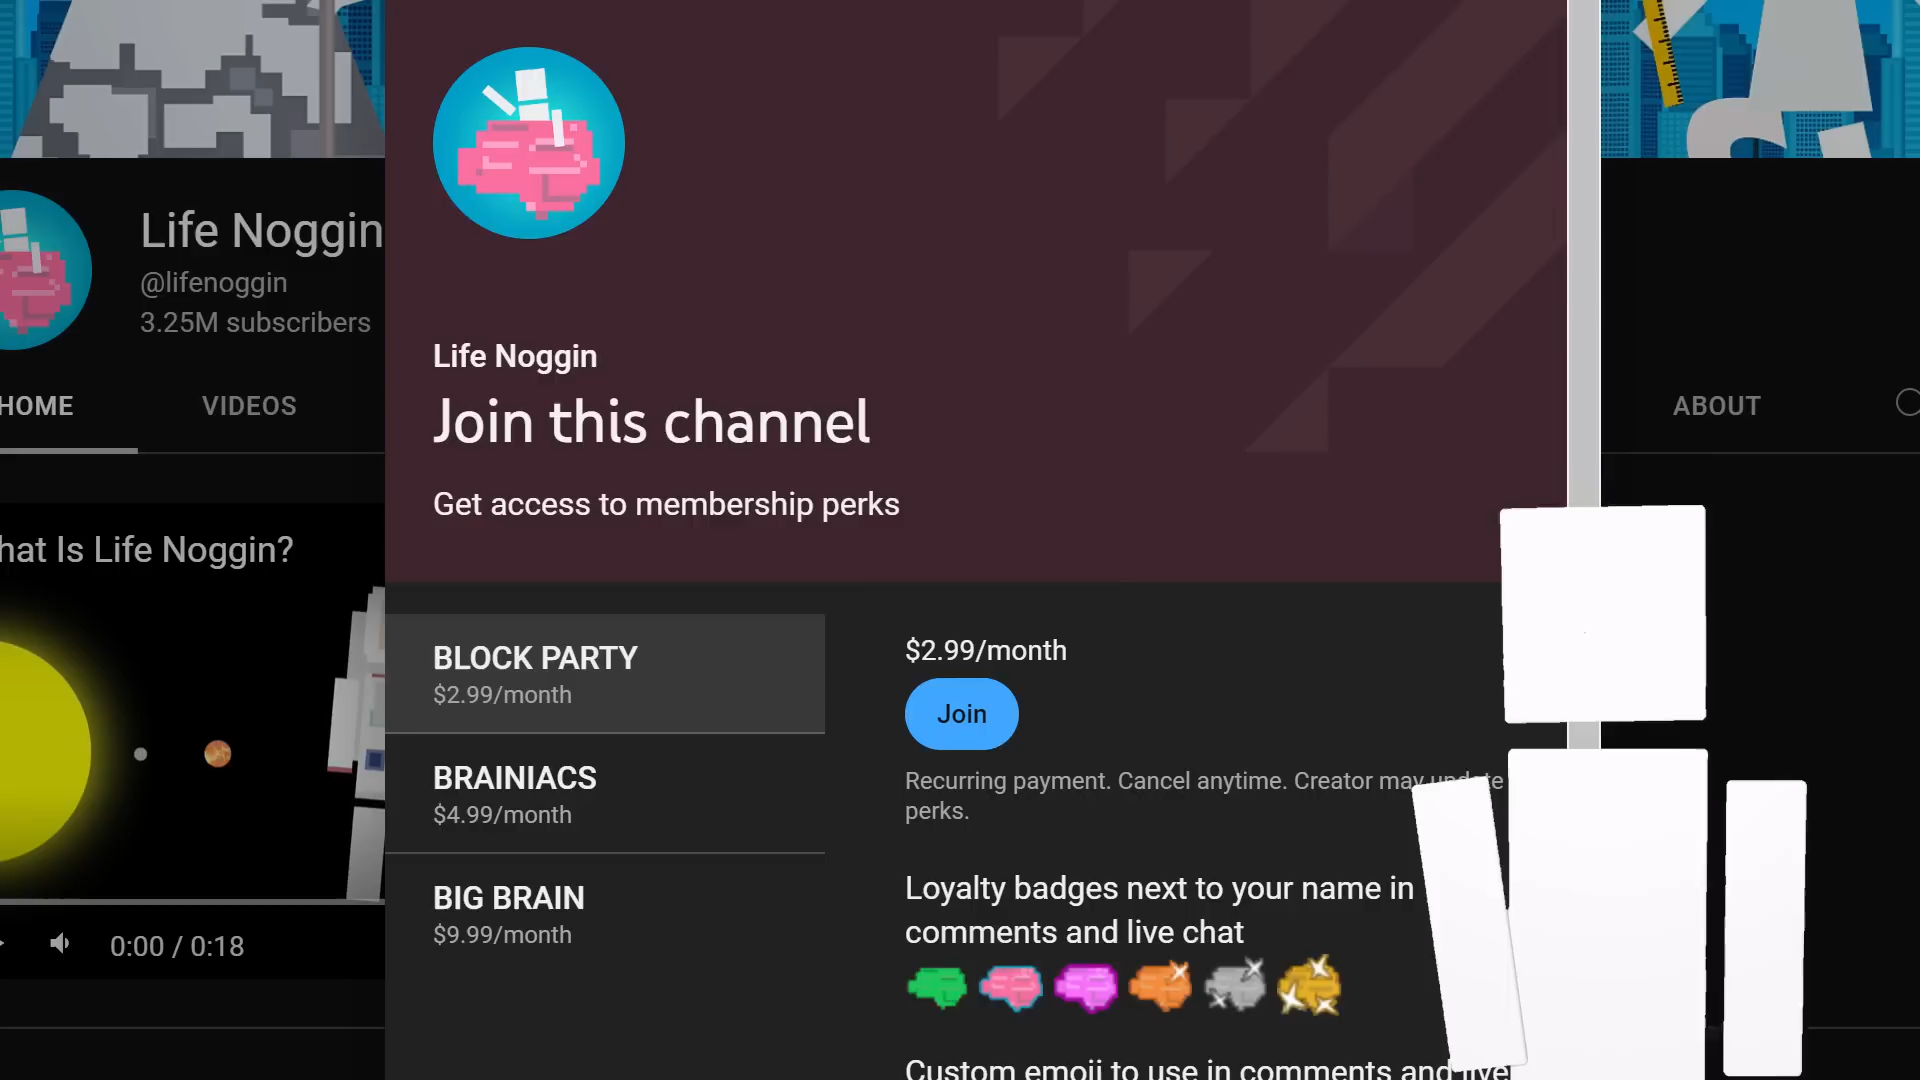 Life Noggin
@lifenoggin
3.25M subscribers
HOME
VIDEOS
ABOUT
hat Is Life Noggin?
0:00 / 0:18
Life Noggin
Join this channel
Get access to membership perks
BLOCK PARTY
$2.99/month
BRAINIACS
$4.99/month
BIG BRAIN
$9.99/month
$2.99/month
Join
Recurring payment. Cancel anytime. Creator may update
perks.
Loyalty badges next to your name in
comments and live chat
Custom emoji to use in comments and live